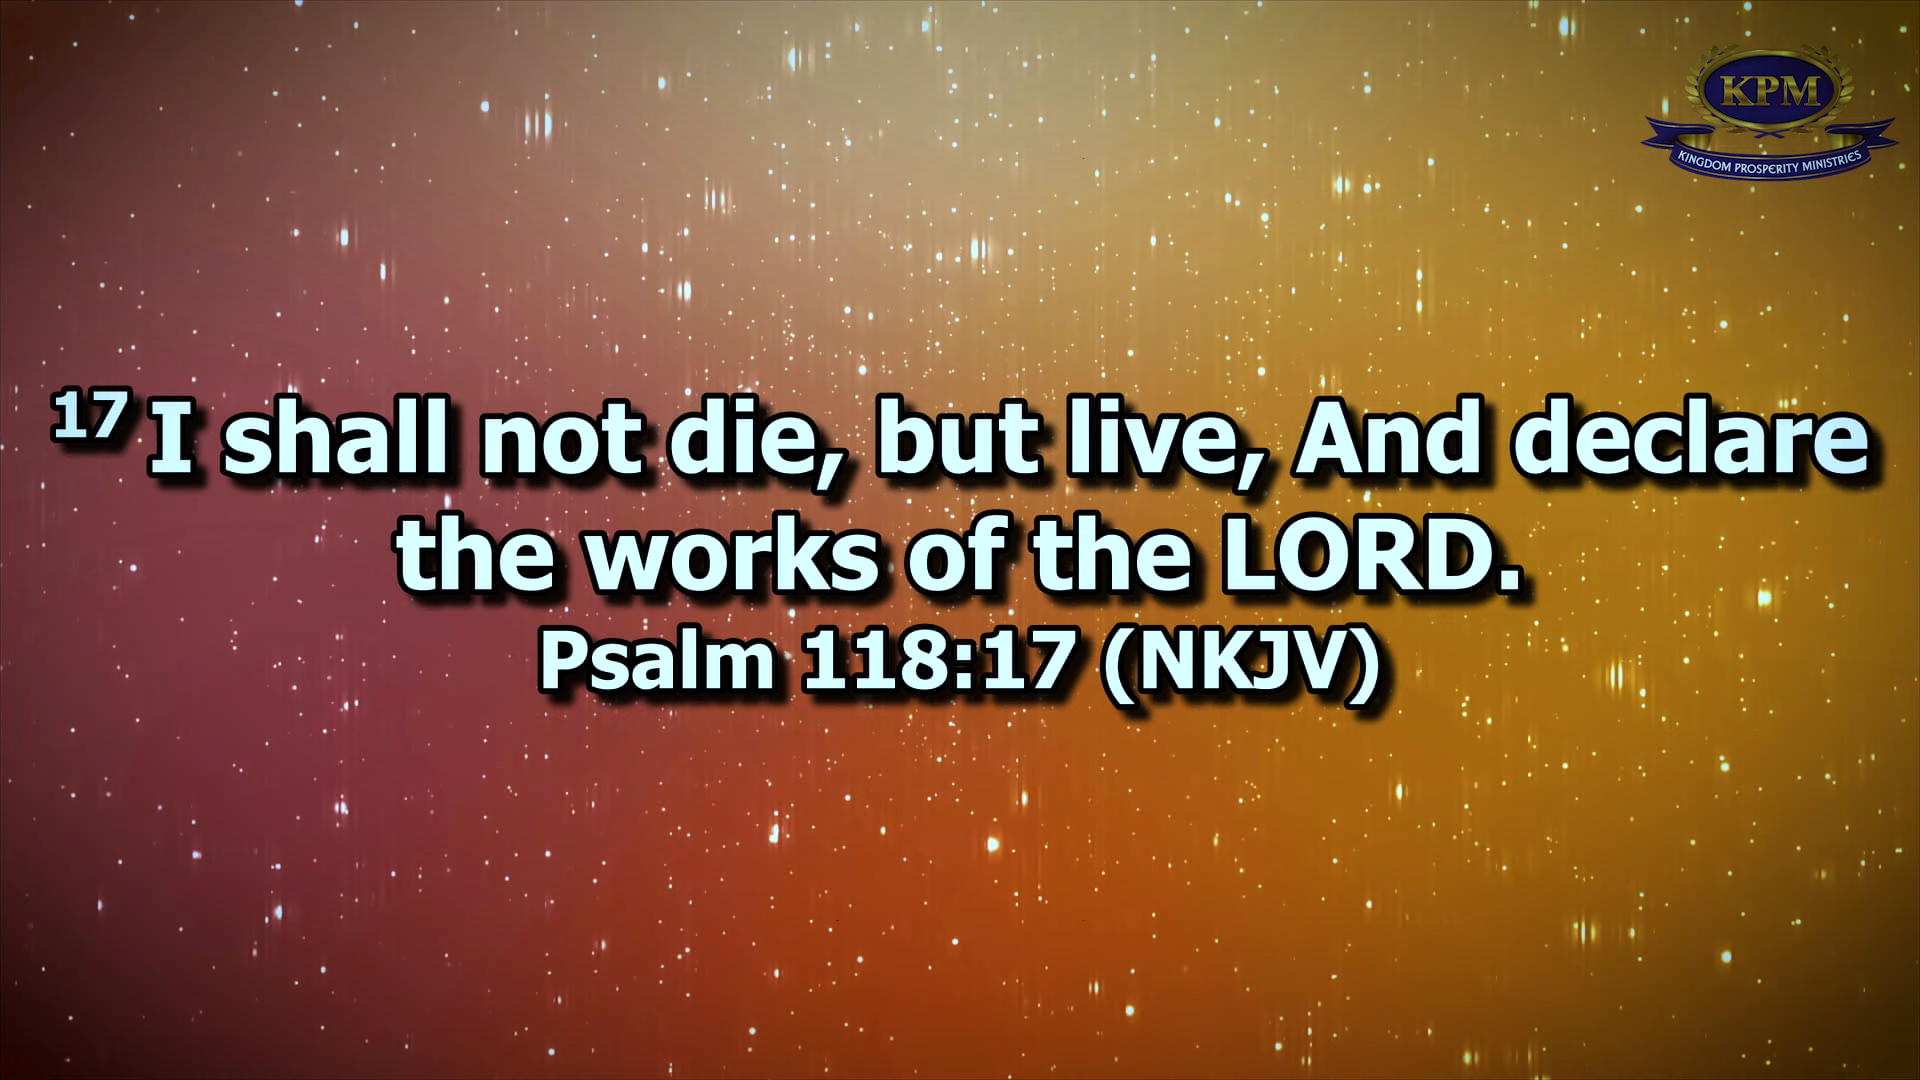 KPM
KINGDOM PROSPERITY MINISTRIES
17 I shall not die, but live, And declare
the works of the LORD.
Psalm 118:17 (NKJV)